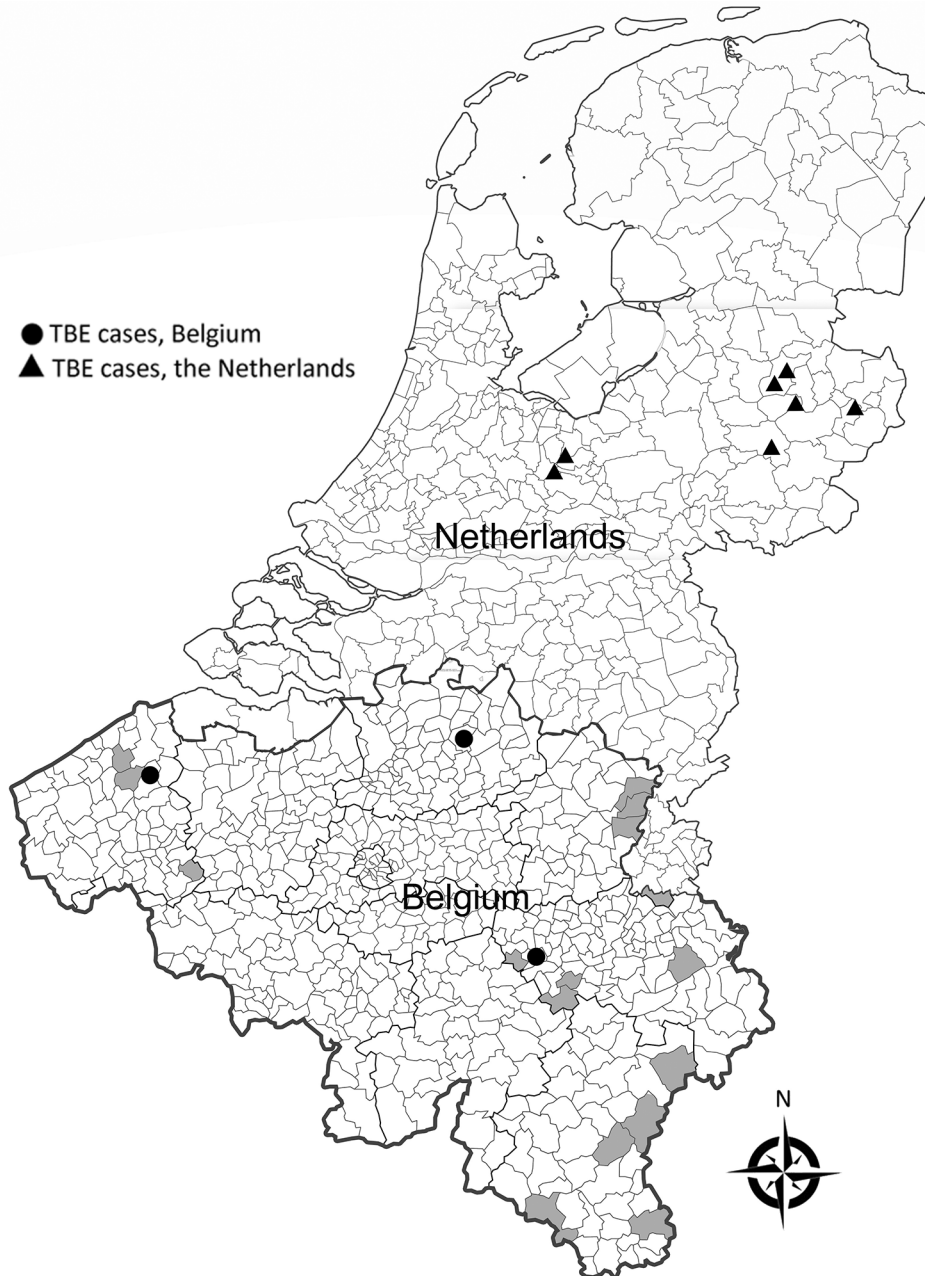 TBE cases, Belgium
TBE cases, the Netherlands
Netherlands
Belgium
N